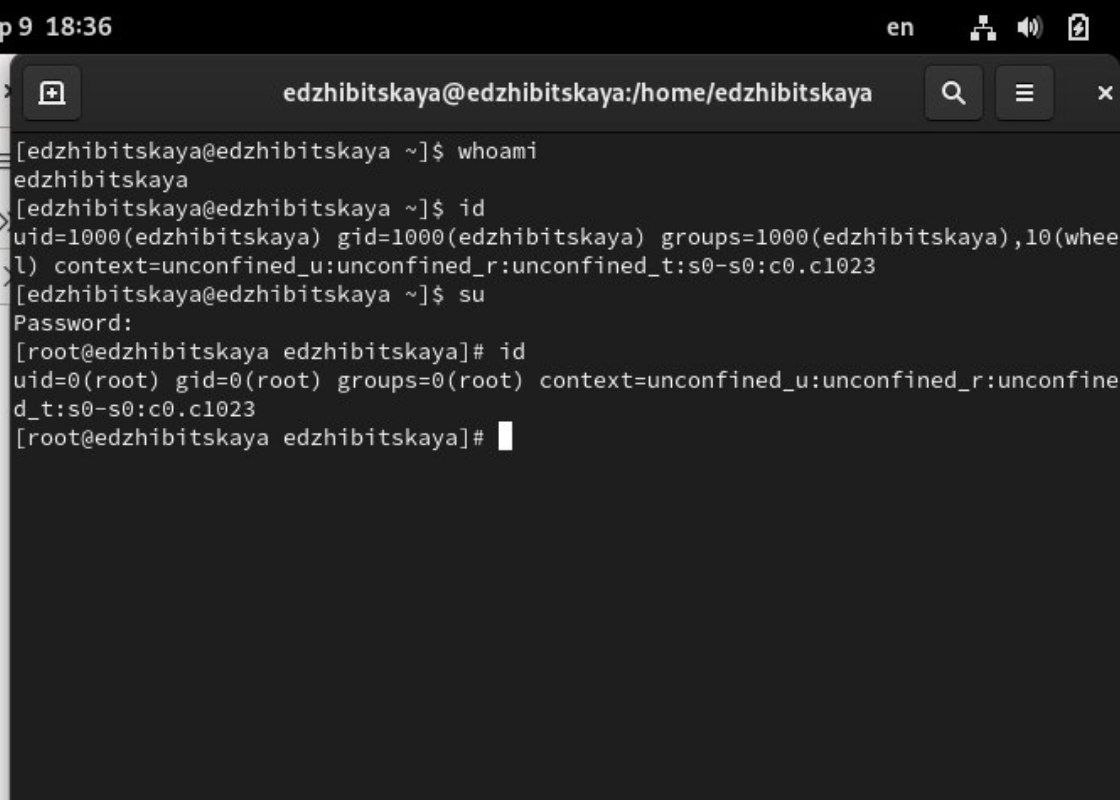 p 9 18:36 en
edzhibitskaya@edzhibitskaya:/home/edzhibitskaya
[edzhibitskaya@edzhibitskaya ~]$ whoami
edzhibitskaya
[edzhibitskaya@edzhibitskaya ~]$ id
uid=1000(edzhibitskaya) gid=1000(edzhibitskaya) groups=1000(edzhibitskaya),10(whee
l) context=unconfined_u:unconfined_r:unconfined_t:s0-s0:c0.c1023
[edzhibitskaya@edzhibitskaya ~]$ su
Password:
[root@edzhibitskaya edzhibitskaya]# id
uid=0(root) gid=0(root) groups=0(root) context=unconfined_u:unconfined_r:unconfine
d_t:s0-s0:c0.c1023
[root@edzhibitskaya edzhibitskaya]#